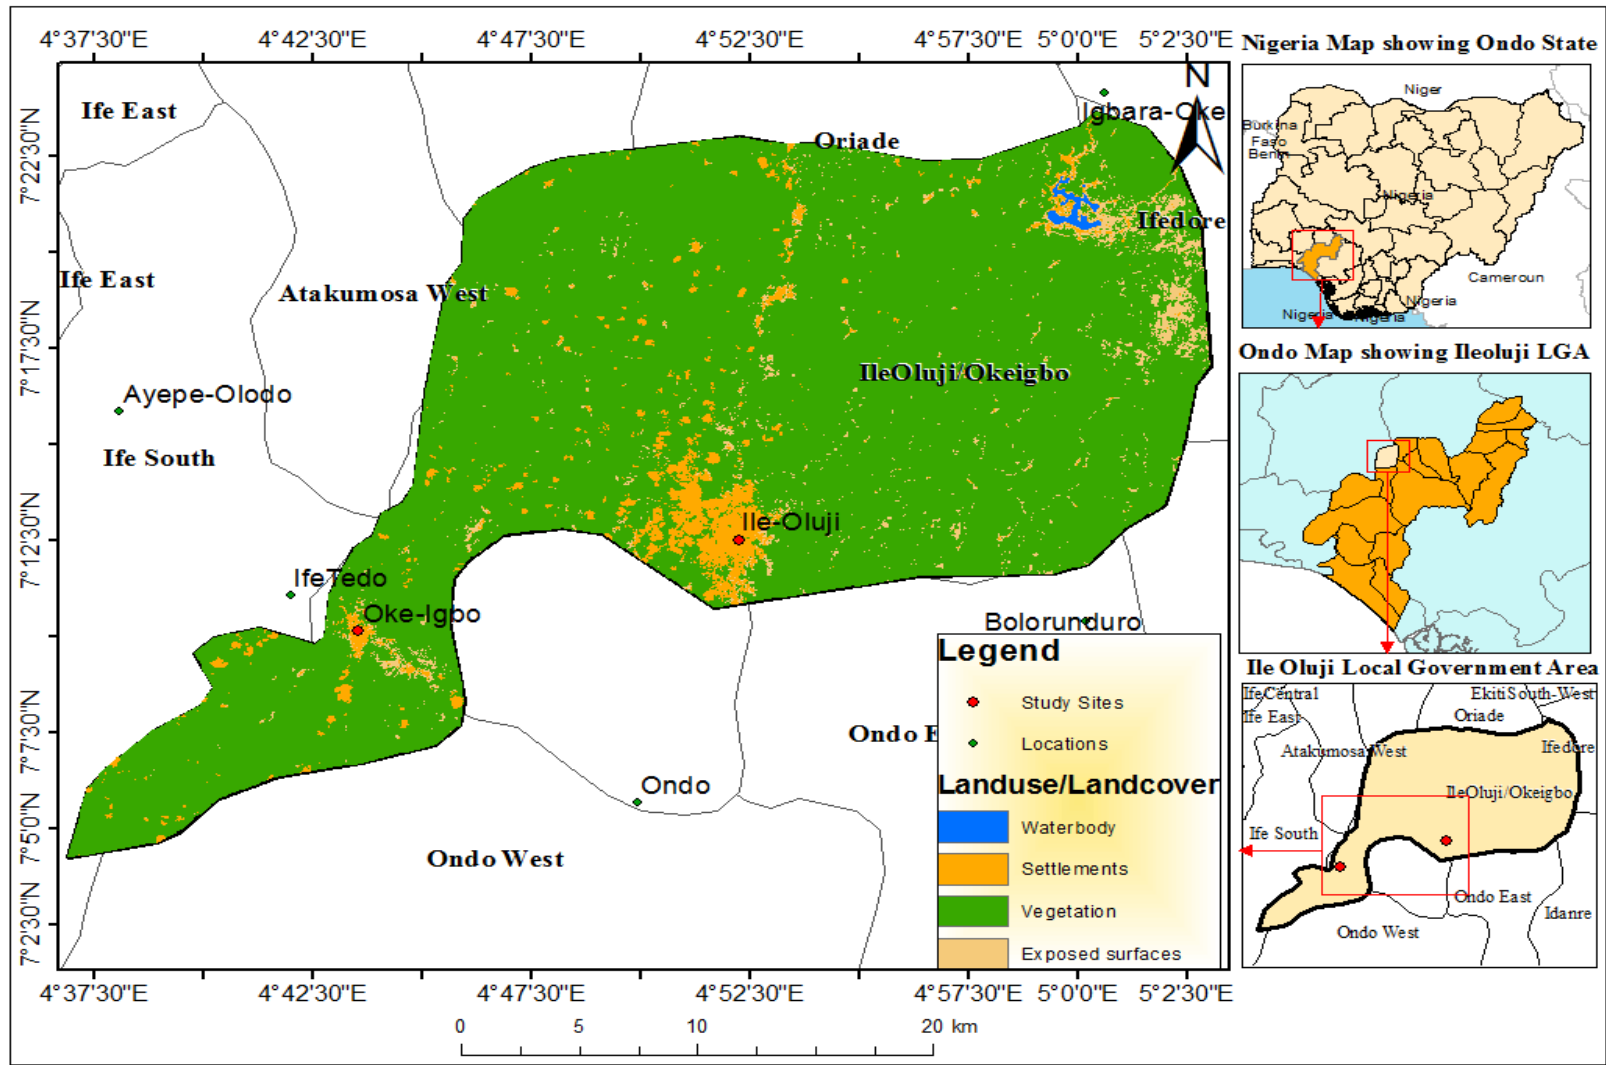 4°37'30"E 4°42'30"E 4°47'30"E 4°52'30"E 4°57'30"E 5°0'0"E 5°2'30"E
7°22'30"N
7°17'30"N
7°12'30"N
7°7'30"N
7°5'0"N
7°2'30"N
N
Ife East
Igbara-Oke
Oriade
Ifedore
Ife East
Atakumosa West
IleOluji/Okeigbo
Ayepe-Olodo
Ife South
Ile-Oluji
IfeTedo
Oke-Igbo
Bolorunduro
Ondo E
Ondo
Ondo West
Legend
Study Sites
Locations
Landuse/Landcover
Waterbody
Settlements
Vegetation
Exposed surfaces
4°37'30"E 4°42'30"E 4°47'30"E 4°52'30"E 4°57'30"E 5°0'0"E 5°2'30"E
0 5 10 20 km
Nigeria Map showing Ondo State
Niger
Burkina
Faso
Benin
Nigeria
Cameroun
Nigeria
Nigeria
Nigeria
Ondo Map showing Ileoluji LGA
Ile Oluji Local Government Area
Ife Central
EkitiSouth-West
Ife East
Oriade
Atakumosa West
Ifedore
IleOluji/Okeigbo
Ife South
Ondo East
Idanre
Ondo West